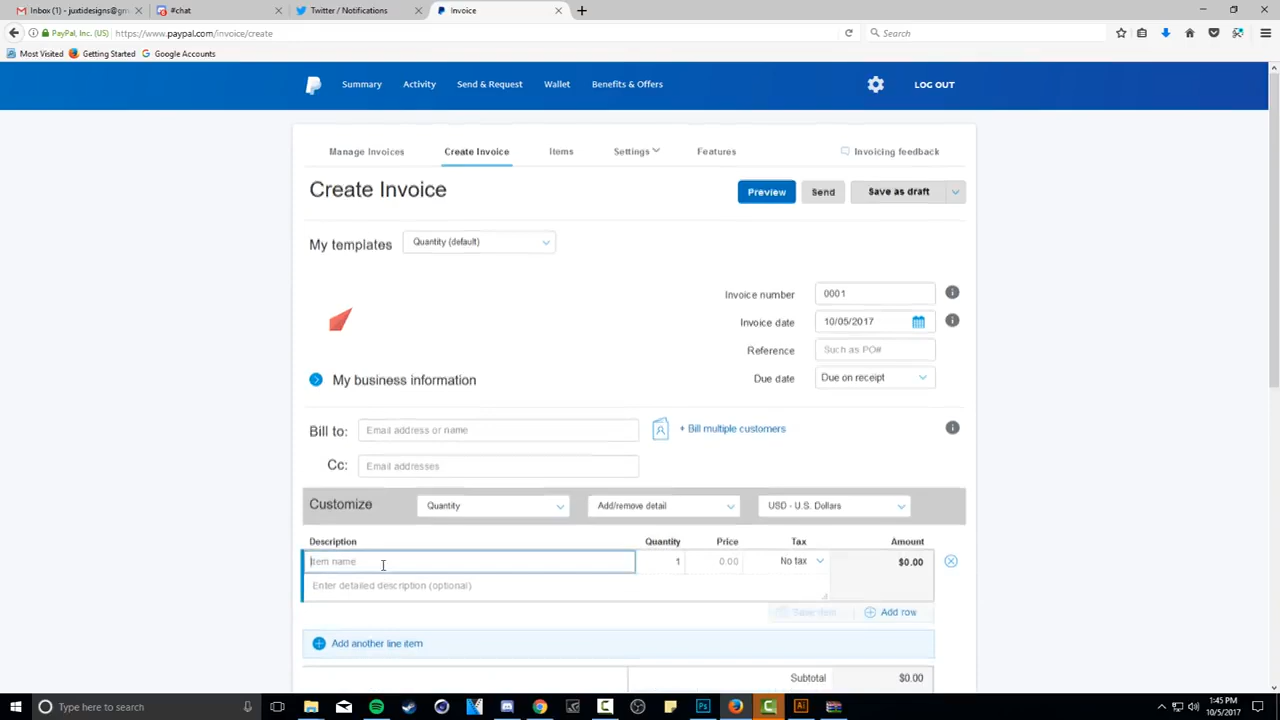 Inbox (1) - juxtidesigns@gm
#chat
Twitter / Notifications
Invoice
PayPal, Inc. (US)
https://www.paypal.com/invoice/create
Search
Most Visited
Getting Started
Google Accounts
Summary
Activity
Send & Request
Wallet
Benefits & Offers
LOG OUT
Manage Invoices
Create Invoice
Items
Settings
Features
Invoicing feedback
Create Invoice
Preview
Send
Save as draft
My templates
Quantity (default)
Invoice number
0001
Invoice date
10/05/2017
Reference
Such as PO#
Due date
Due on receipt
My business information
Bill to:
Email address or name
+ Bill multiple customers
Cc:
Email addresses
Customize
Quantity
Add/remove detail
USD - U.S. Dollars
Description
Quantity
Price
Tax
Amount
Item name
1
0.00
No tax
$0.00
Enter detailed description (optional)
Save item
Add row
Add another line item
Subtotal
$0.00
Type here to search
Ps
Ai
1:45 PM
10/5/2017